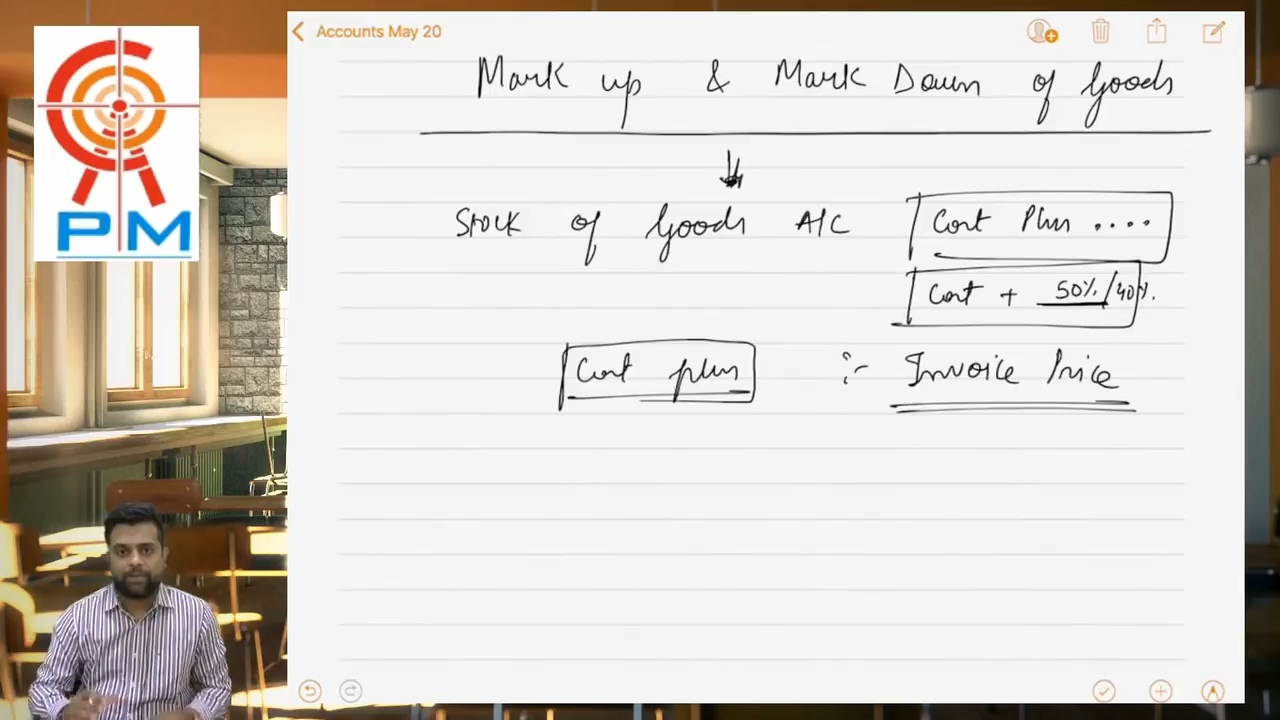 Accounts May 20
PM
Mark up & Mark Down of Goods
Stock of Goods A/C Cost Plus ....
Cost + 50%/40%.
Cost plus :- Invoice Price